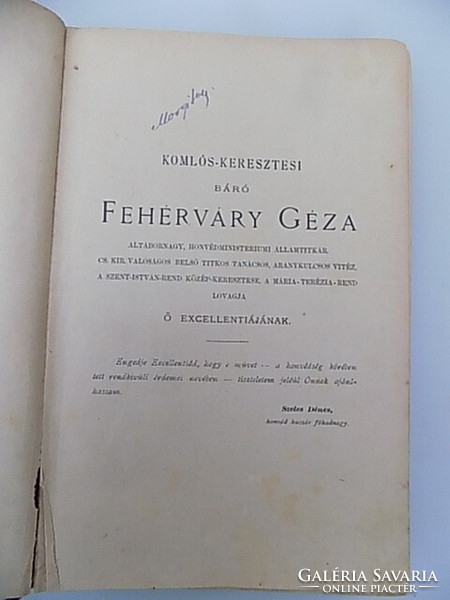 KOMLÓS-KERESZTESI
BÁRÓ
FEHÉRVÁRY GÉZA
ALTÁBORNAGY, HONVÉDMINISTERIUMI ÁLLAMTITKÁR,
CS. KIR. VALÓSÁGOS BELSŐ TITKOS TANÁCSOS, ARANYKULCSOS VITÉZ,
A SZENT-ISTVÁN-REND KÖZÉP-KERESZTESE, A MÁRIA-TERÉZIA-REND
LOVAGJA
Ő EXCELLENTIÁJÁNAK.
Engedje Excellentiád, hogy e művet — a honvédség körében
tett rendkívüli érdemei nevében — tiszteletem jeléül Önnek ajánl-
hassam.
Szeles Dénes,
honvéd huszár főhadnagy.
GALÉRIA SAVARIA
ONLINE PIACTÉR